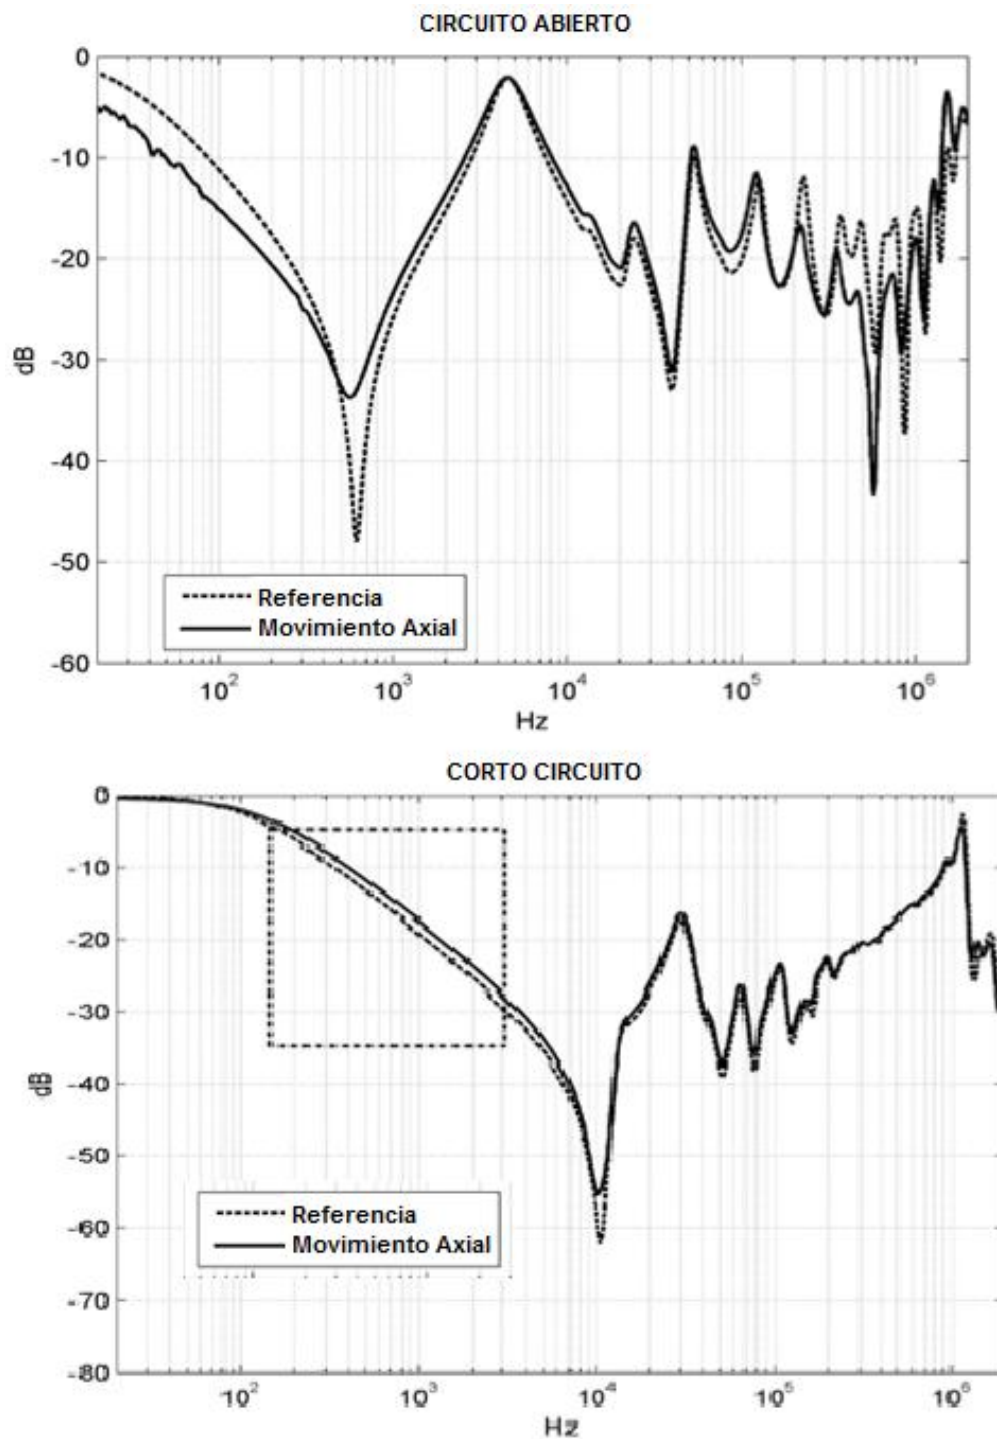 CIRCUITO ABIERTO
0
-10
-20
-30
-40
-50
-60
dB
Referencia
Movimiento Axial
10² 10³ 10⁴ 10⁵ 10⁶
Hz
CORTO CIRCUITO
0
-10
-20
-30
-40
-50
-60
-70
-80
dB
Referencia
Movimiento Axial
10² 10³ 10⁴ 10⁵ 10⁶
Hz